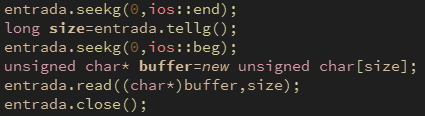 entrada.seekg(0,ios::end);
long size=entrada.tellg();
entrada.seekg(0,ios::beg);
unsigned char* buffer=new unsigned char[size];
entrada.read((char*)buffer,size);
entrada.close();